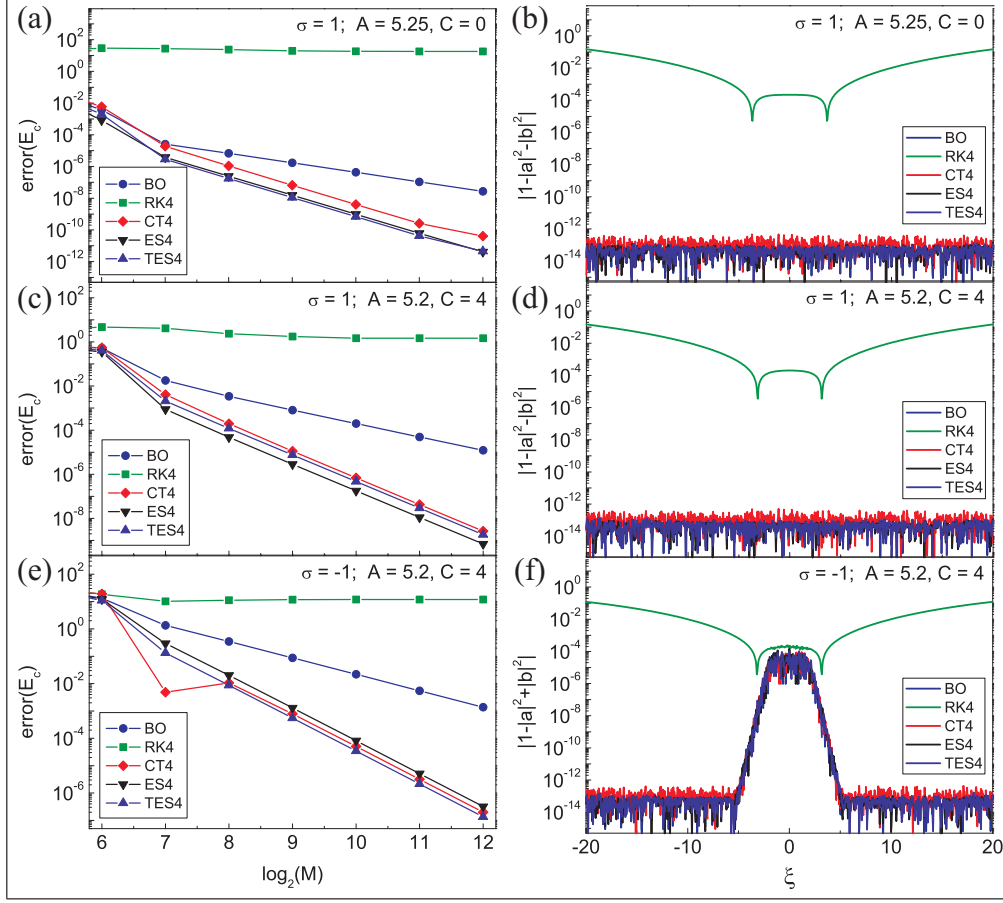 (a)
σ = 1; A = 5.25, C = 0
error(E_c)
10^2
10^0
10^-2
10^-4
10^-6
10^-8
10^-10
10^-12
BO
RK4
CT4
ES4
TES4
(b)
σ = 1; A = 5.25, C = 0
|1-|a|^2-|b|^2|
10^0
10^-2
10^-4
10^-6
10^-8
10^-10
10^-12
10^-14
BO
RK4
CT4
ES4
TES4
(c)
σ = 1; A = 5.2, C = 4
error(E_c)
10^2
10^0
10^-2
10^-4
10^-6
10^-8
BO
RK4
CT4
ES4
TES4
(d)
σ = 1; A = 5.2, C = 4
|1-|a|^2-|b|^2|
10^0
10^-2
10^-4
10^-6
10^-8
10^-10
10^-12
10^-14
BO
RK4
CT4
ES4
TES4
(e)
σ = -1; A = 5.2, C = 4
error(E_c)
10^2
10^0
10^-2
10^-4
10^-6
BO
RK4
CT4
ES4
TES4
6 7 8 9 10 11 12
log_2(M)
(f)
σ = -1; A = 5.2, C = 4
|1-|a|^2+|b|^2|
10^0
10^-2
10^-4
10^-6
10^-8
10^-10
10^-12
10^-14
BO
RK4
CT4
ES4
TES4
-20 -10 0 10 20
ξ